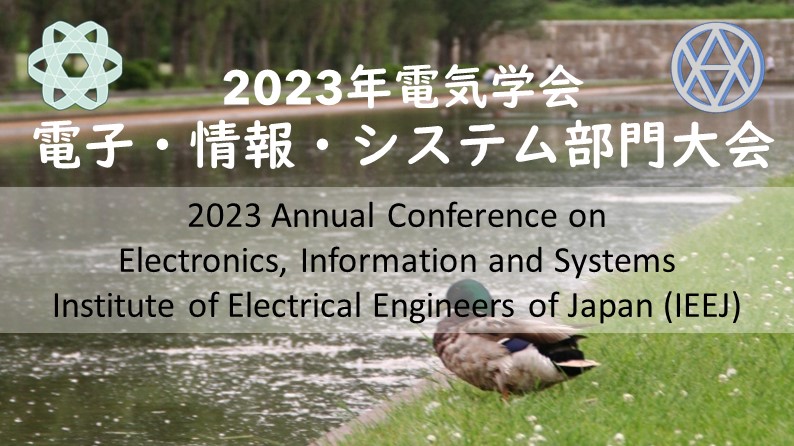 2023年電気学会
電子・情報・システム部門大会
2023 Annual Conference on
Electronics, Information and Systems
Institute of Electrical Engineers of Japan (IEEJ)